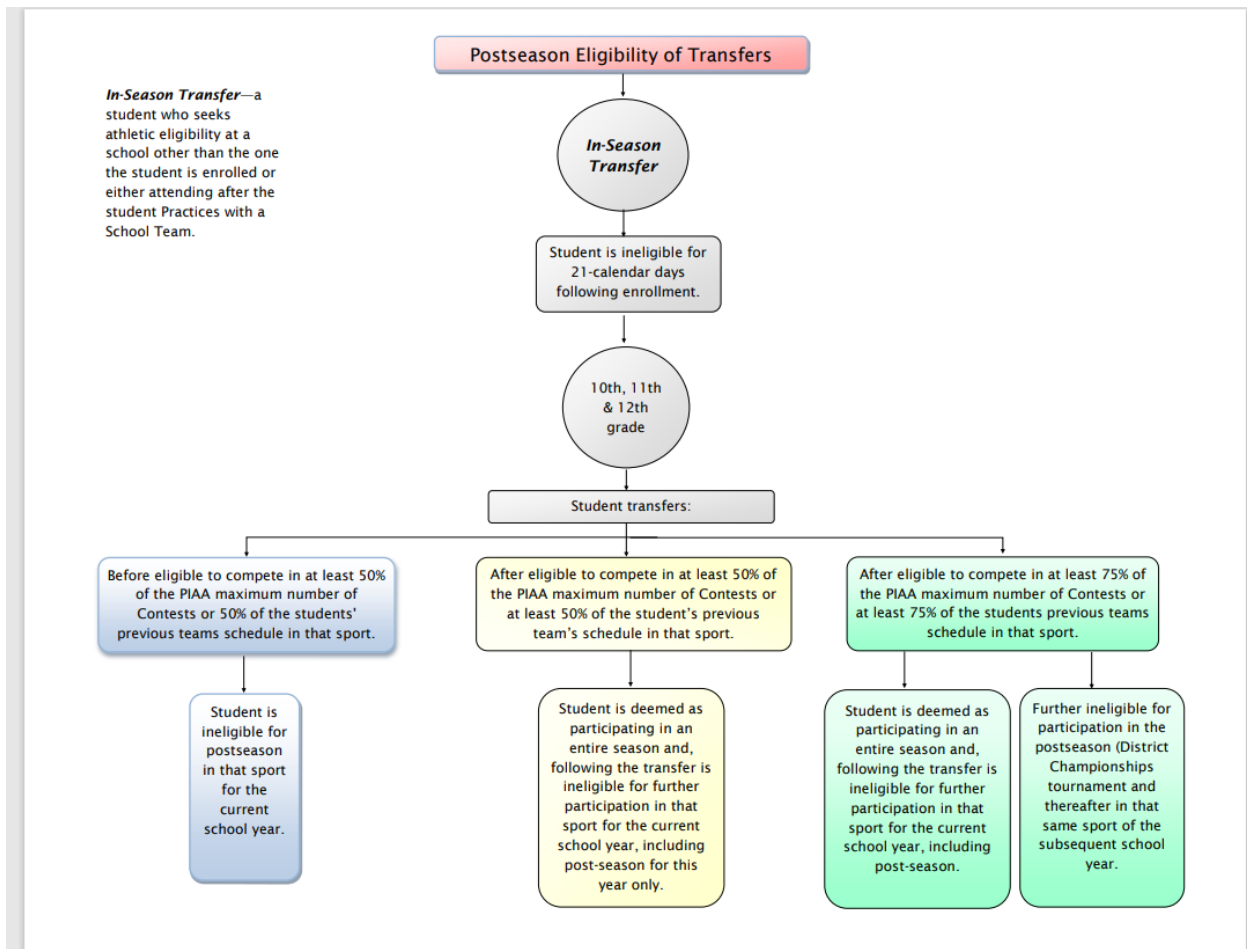 Postseason Eligibility of Transfers
In-Season Transfer—a
student who seeks
athletic eligibility at a
school other than the one
the student is enrolled or
either attending after the
student Practices with a
School Team.
In-Season
Transfer
Student is ineligible for
21-calendar days
following enrollment.
10th, 11th
& 12th
grade
Student transfers:
Before eligible to compete in at least 50%
of the PIAA maximum number of
Contests or 50% of the students'
previous teams schedule in that sport.
After eligible to compete in at least 50% of
the PIAA maximum number of Contests or
at least 50% of the student’s previous
team’s schedule in that sport.
After eligible to compete in at least 75% of
the PIAA maximum number of Contests or
at least 75% of the students previous teams
schedule in that sport.
Student is
ineligible for
postseason
in that sport
for the
current
school year.
Student is deemed as
participating in an
entire season and,
following the transfer is
ineligible for further
participation in that
sport for the current
school year, including
post-season for this
year only.
Student is deemed as
participating in an
entire season and,
following the transfer is
ineligible for further
participation in that
sport for the current
school year, including
post-season.
Further ineligible for
participation in the
postseason (District
Championships
tournament and
thereafter in that
same sport of the
subsequent school
year.